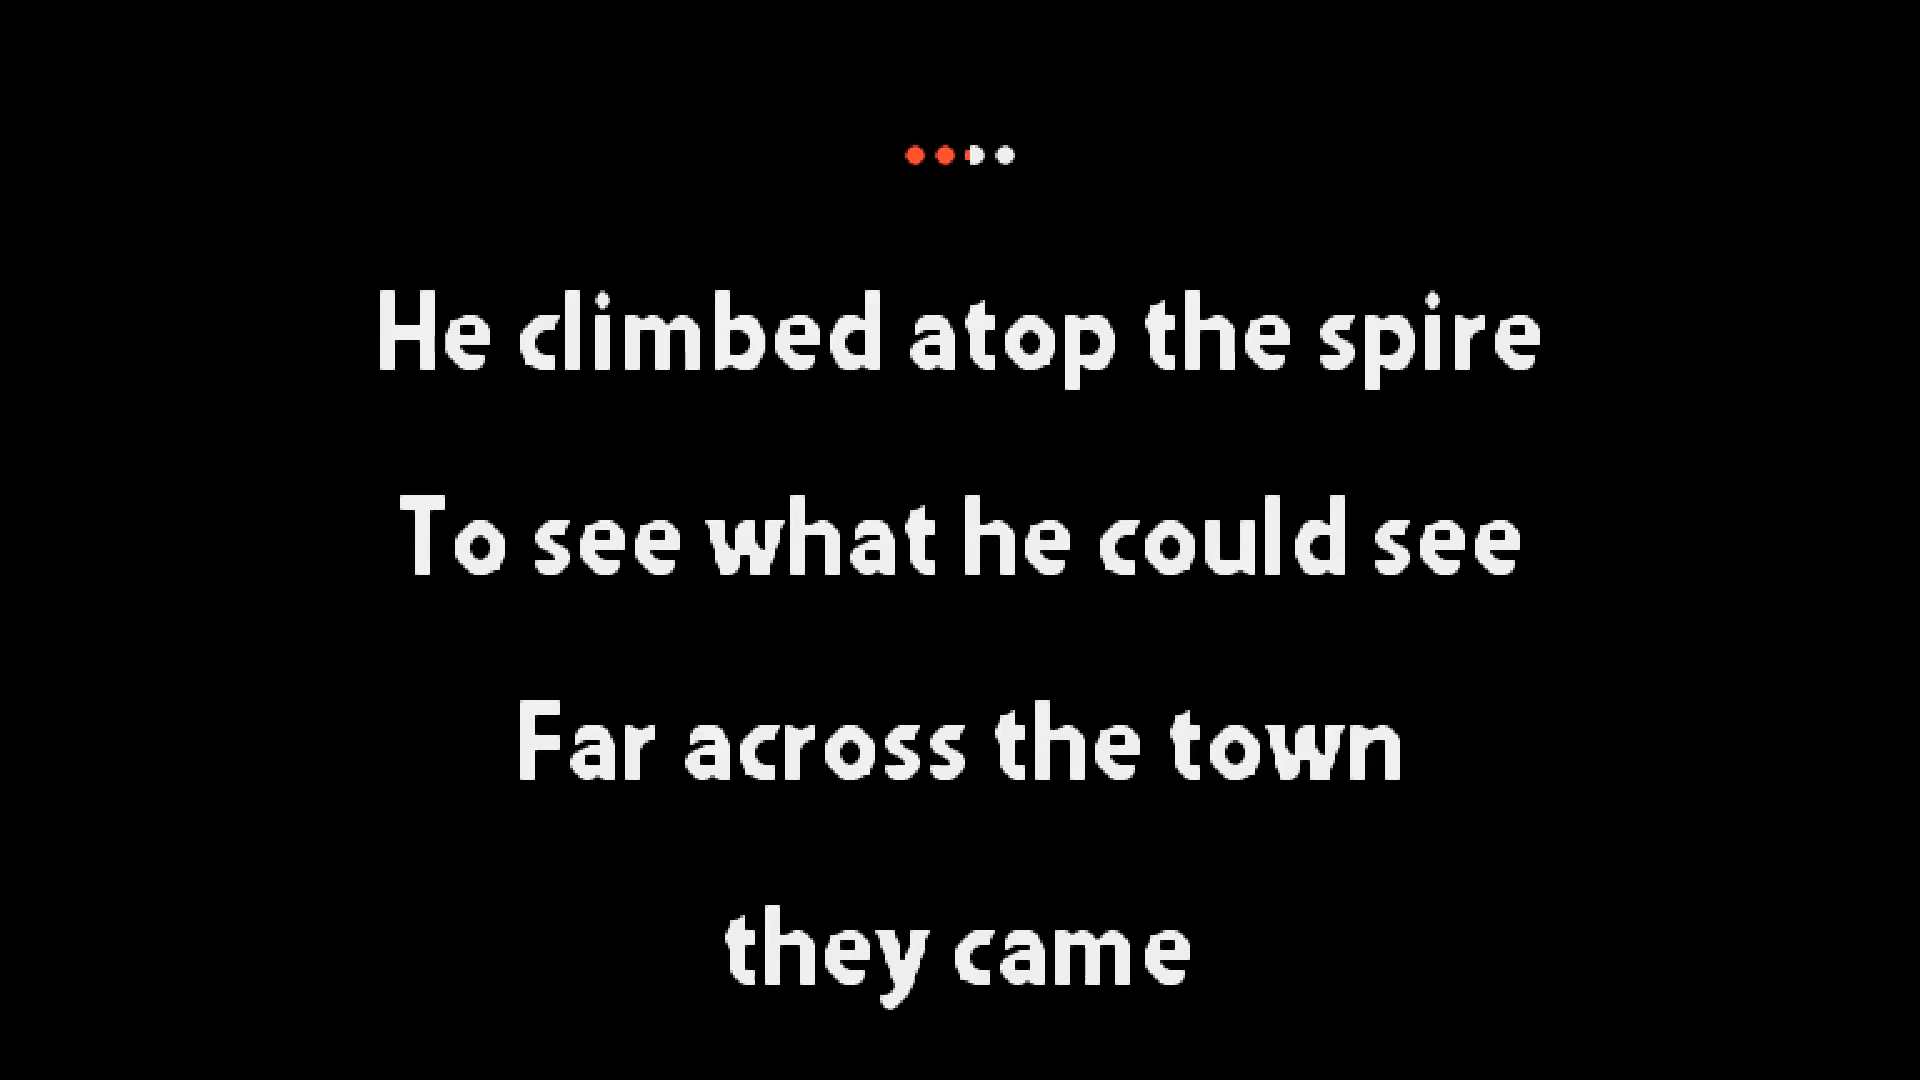 He climbed atop the spire
To see what he could see
Far across the town
they came